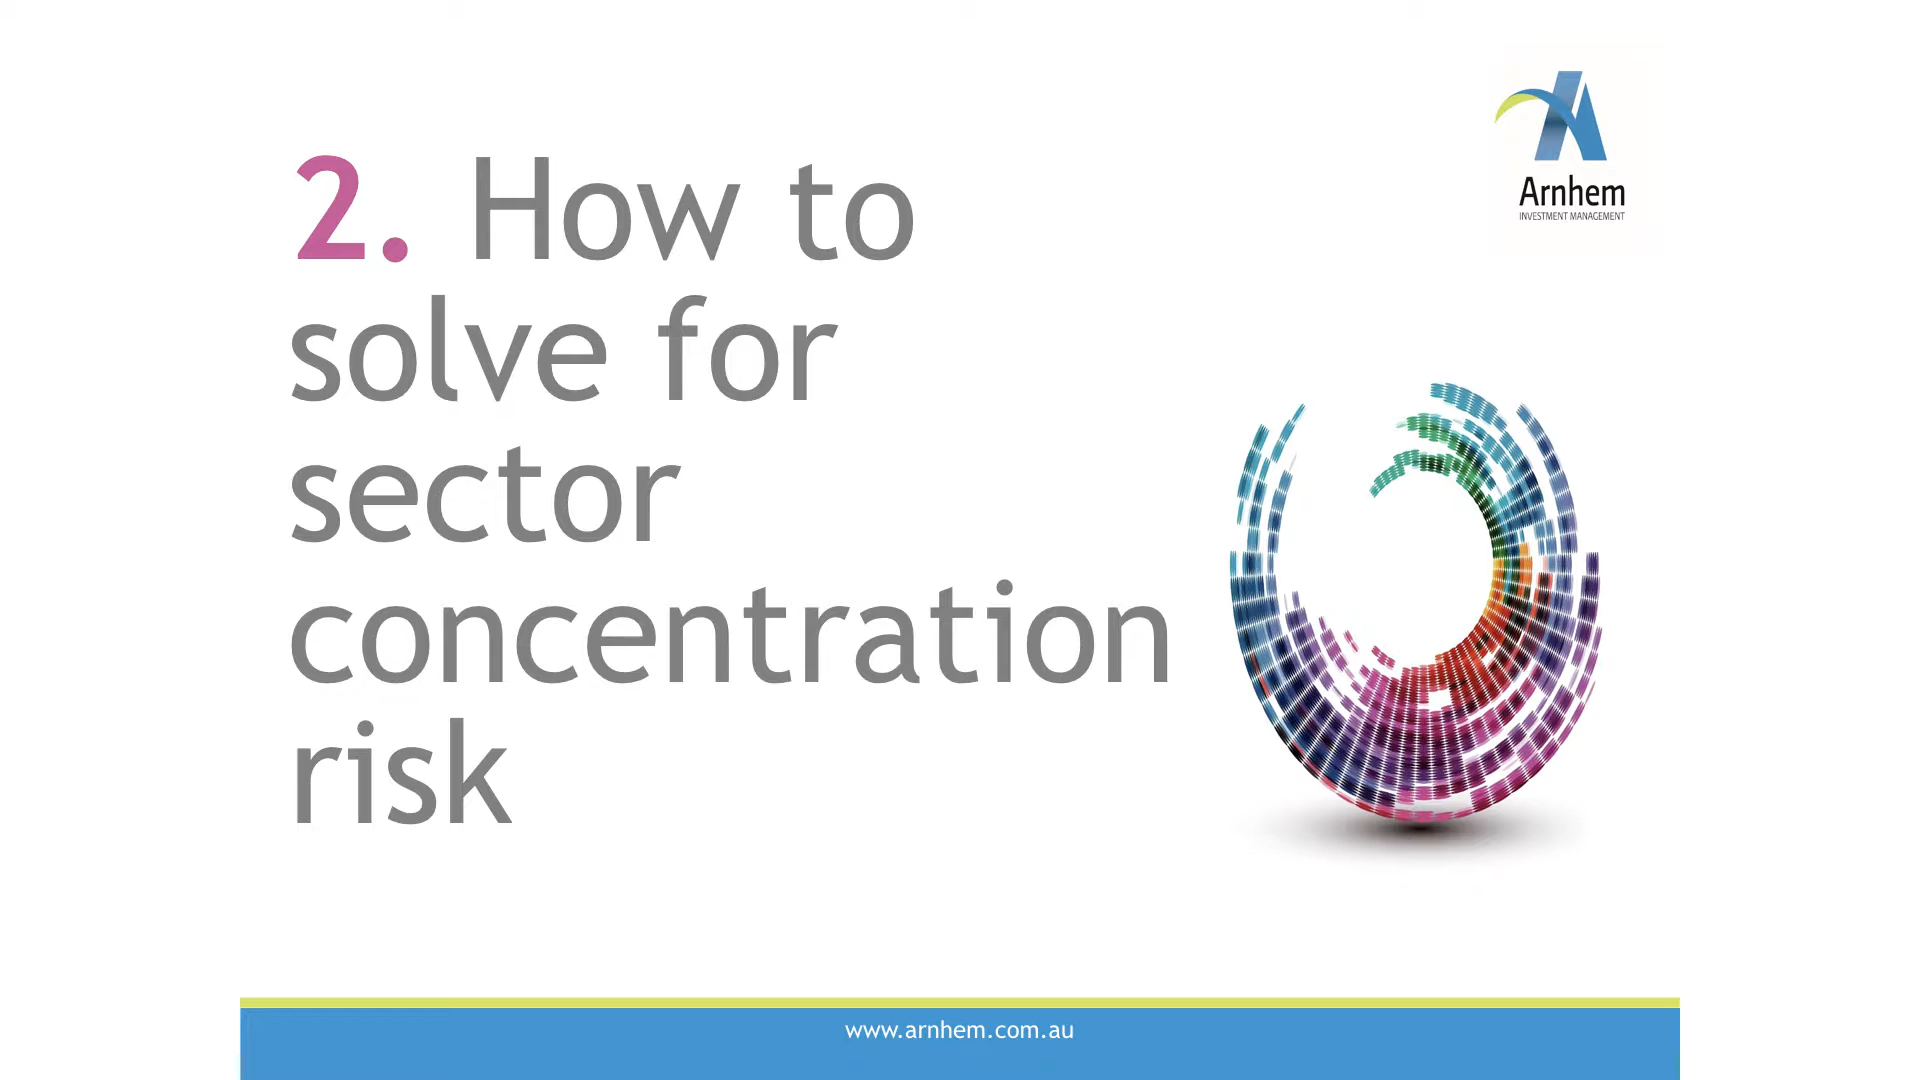 Arnhem
INVESTMENT MANAGEMENT
2. How to
solve for
sector
concentration
risk
www.arnhem.com.au